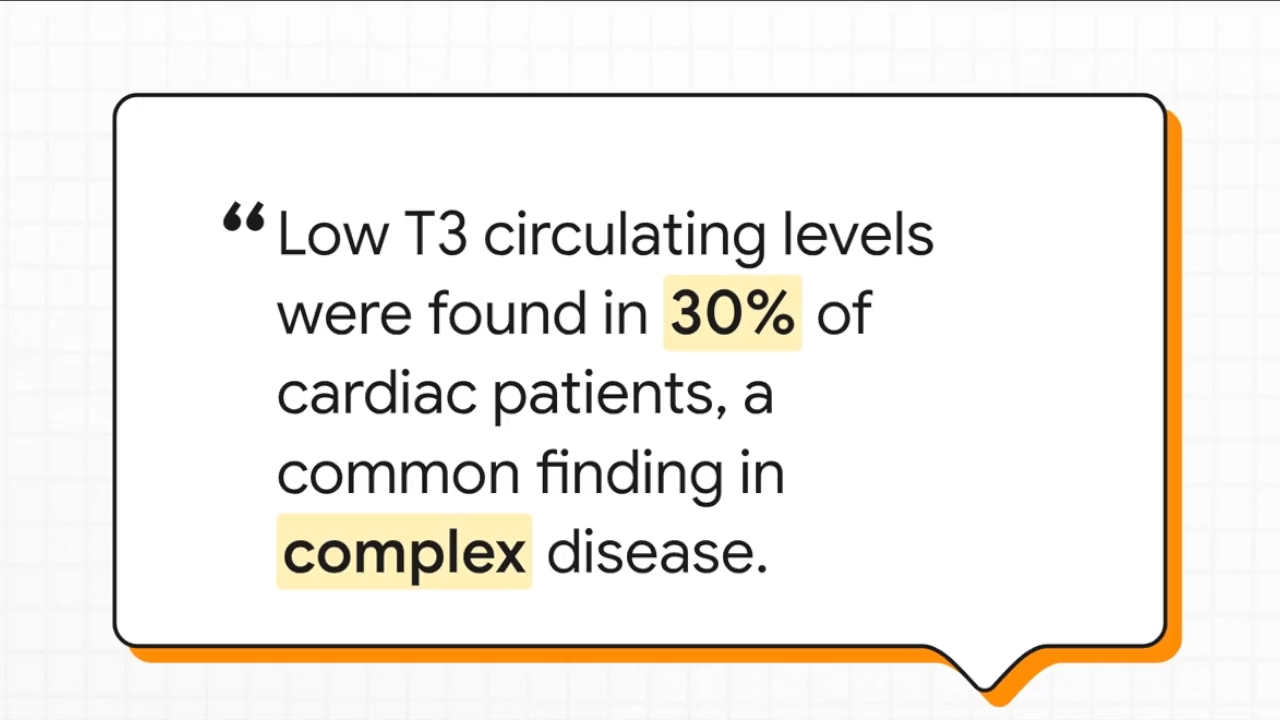 “Low T3 circulating levels
were found in 30% of
cardiac patients, a
common finding in
complex disease.